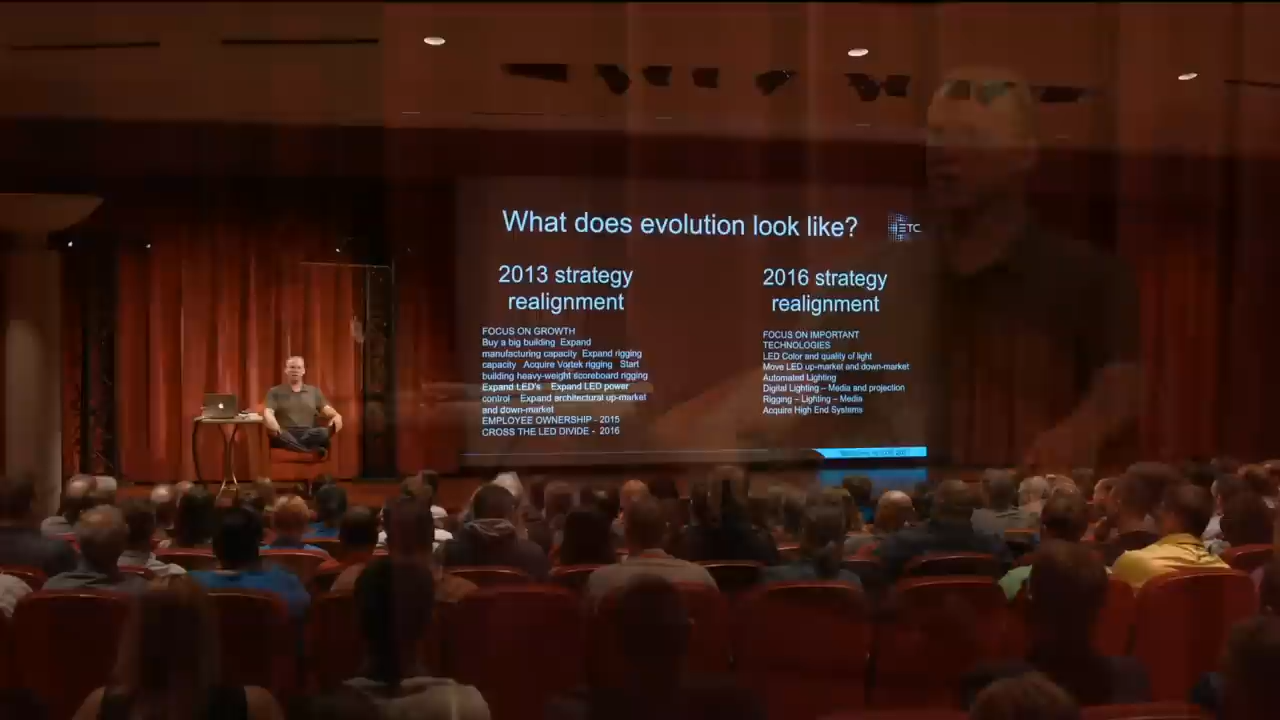 What does evolution look like?
ETC
2013 strategy
realignment
FOCUS ON GROWTH
Buy a big building Expand
manufacturing capacity Expand rigging
capacity Acquire Vortek rigging Start
building heavy-weight scoreboard rigging
Expand LED's Expand LED power
control Expand architectural up-market
and down-market
EMPLOYEE OWNERSHIP - 2015
CROSS THE LED DIVIDE - 2016
2016 strategy
realignment
FOCUS ON IMPORTANT
TECHNOLOGIES
LED Color and quality of light
Move LED up-market and down-market
Automated Lighting
Digital Lighting – Media and projection
Rigging – Lighting – Media
Acquire High End Systems